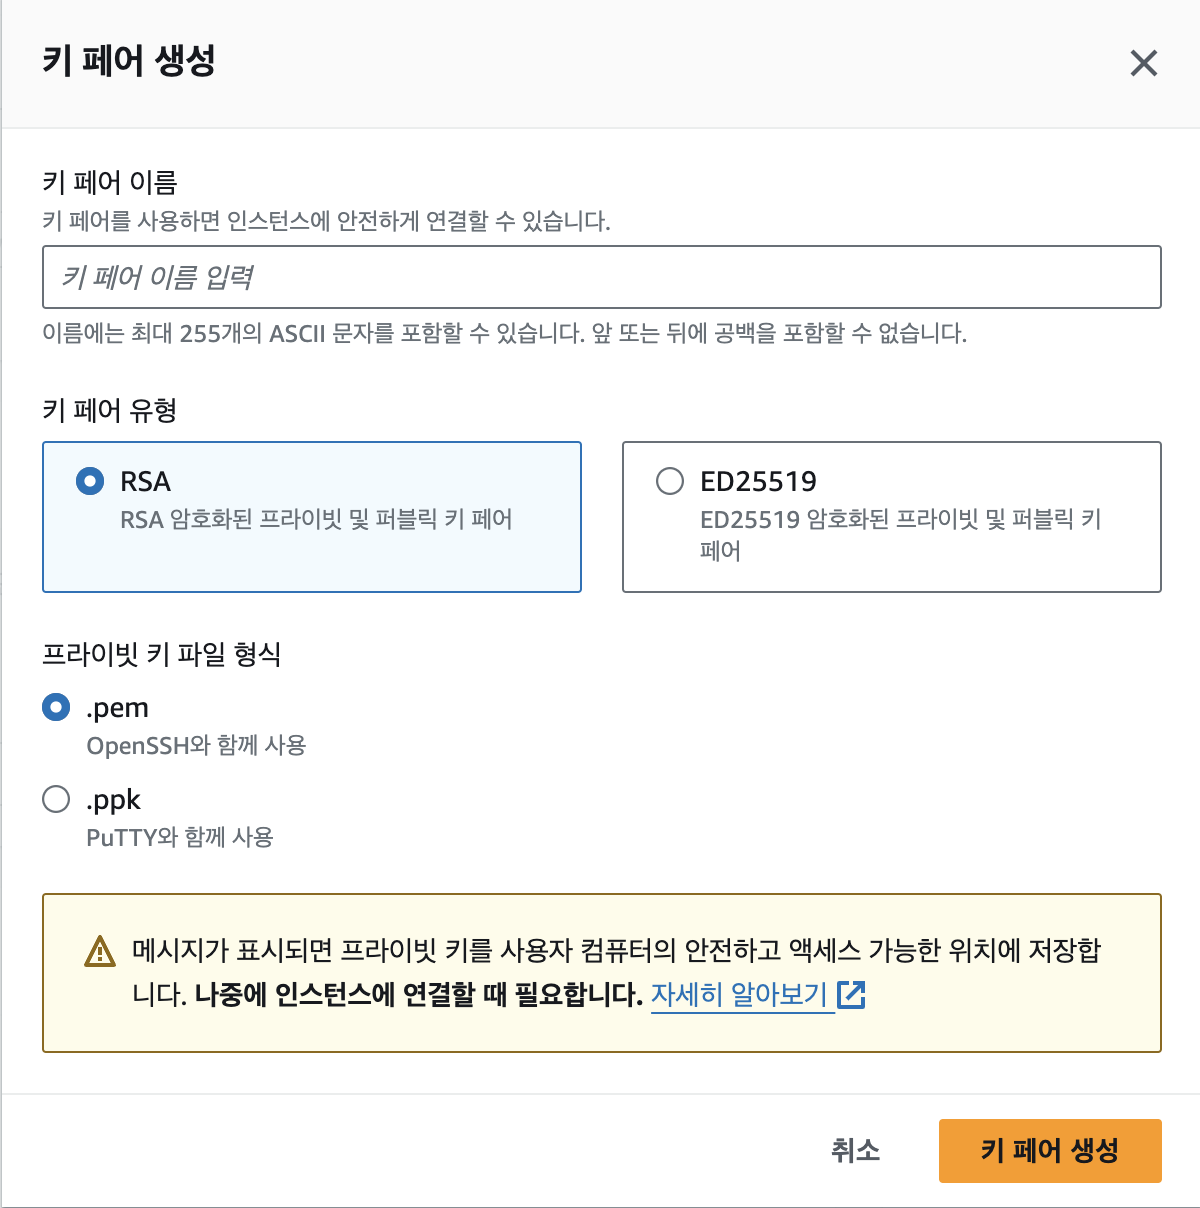 키 페어 생성
키 페어 이름
키 페어를 사용하면 인스턴스에 안전하게 연결할 수 있습니다.
키 페어 이름 입력
이름에는 최대 255개의 ASCII 문자를 포함할 수 있습니다. 앞 또는 뒤에 공백을 포함할 수 없습니다.
키 페어 유형
RSA
RSA 암호화된 프라이빗 및 퍼블릭 키 페어
ED25519
ED25519 암호화된 프라이빗 및 퍼블릭 키
페어
프라이빗 키 파일 형식
.pem
OpenSSH와 함께 사용
.ppk
PuTTY와 함께 사용
메시지가 표시되면 프라이빗 키를 사용자 컴퓨터의 안전하고 액세스 가능한 위치에 저장합
니다. 나중에 인스턴스에 연결할 때 필요합니다. 자세히 알아보기
취소
키 페어 생성